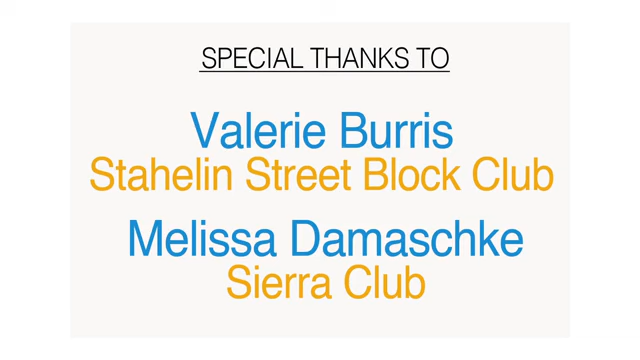 SPECIAL THANKS TO
Valerie Burris
Stahelin Street Block Club
Melissa Damaschke
Sierra Club